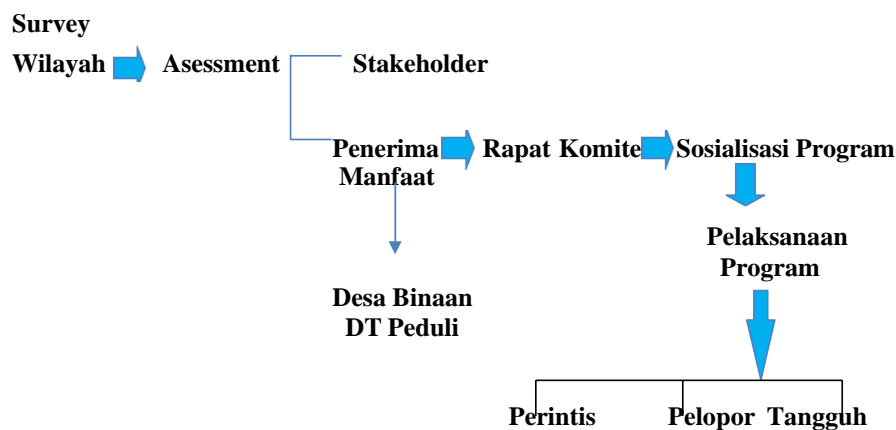 Survey
Wilayah Asessment Stakeholder
Penerima Rapat Komite Sosialisasi Program
Manfaat
Pelaksanaan
Program
Desa Binaan
DT Peduli
Perintis Pelopor Tangguh